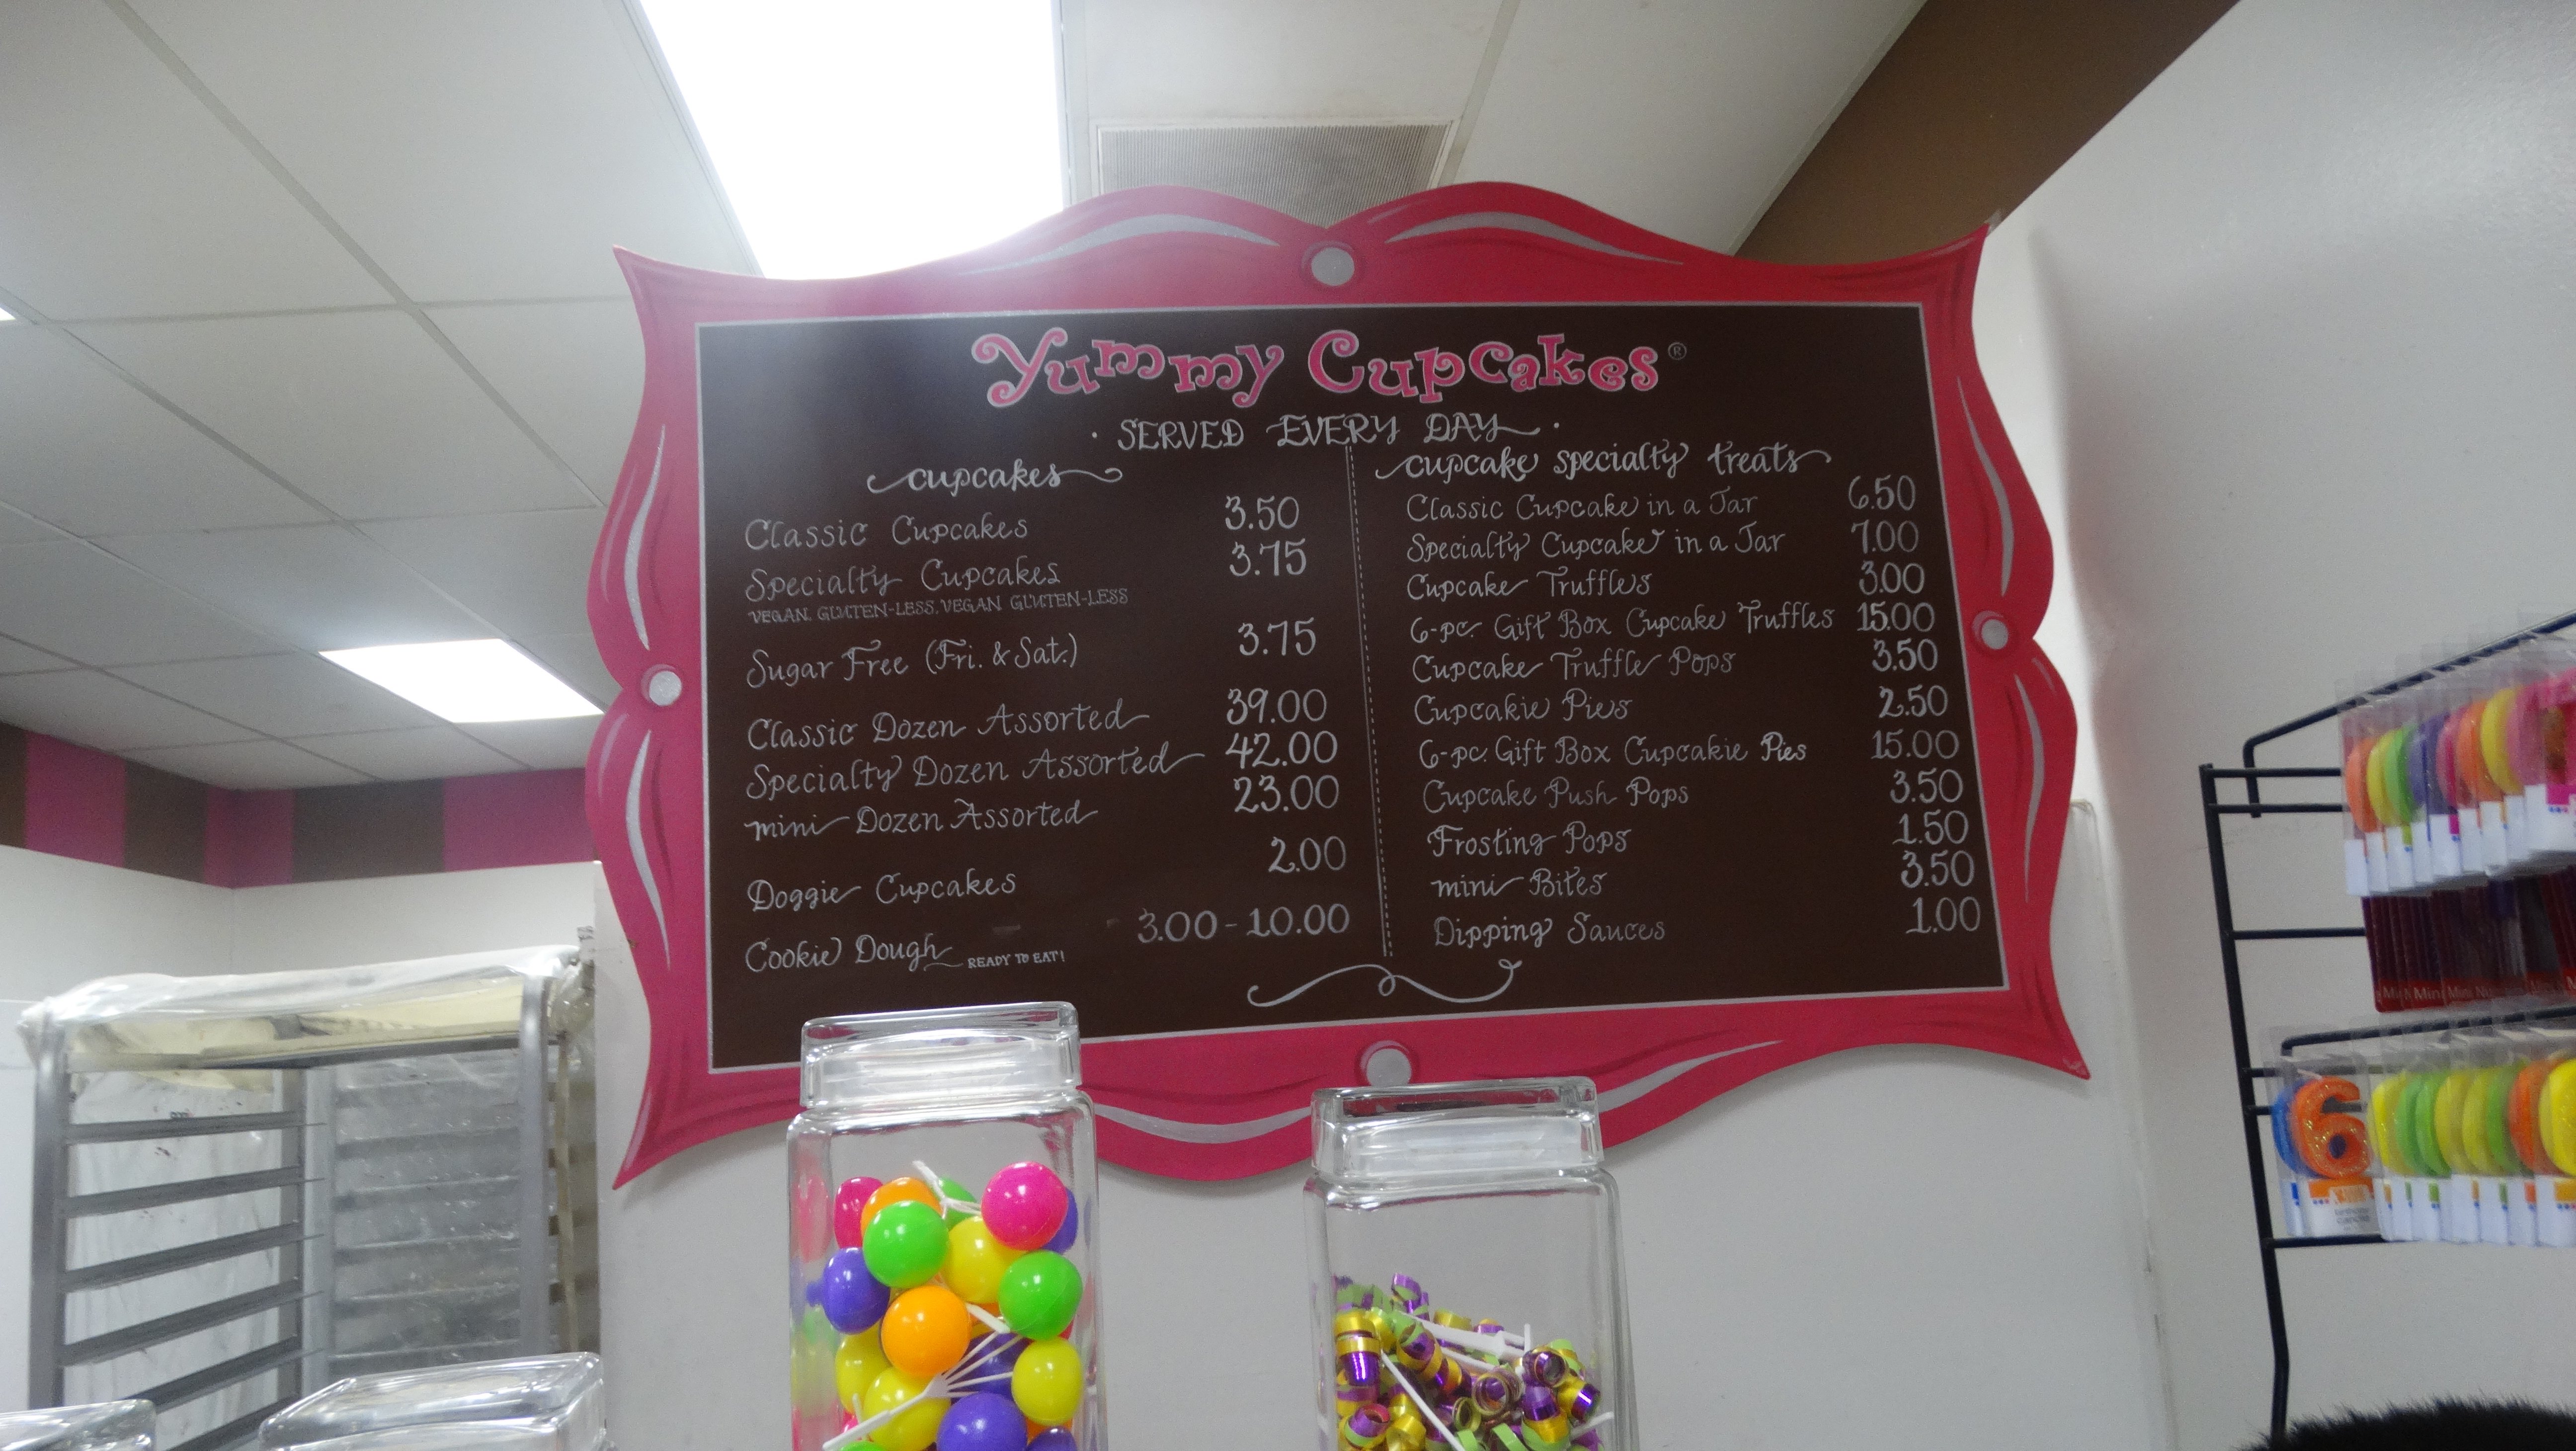 Yummy Cupcakes®
· SERVED EVERY DAY ·
cupcakes
Classic Cupcakes 3.50
Specialty Cupcakes 3.75
VEGAN, GLUTEN-LESS, VEGAN GLUTEN-LESS
Sugar Free (Fri. & Sat.) 3.75
Classic Dozen Assorted 39.00
Specialty Dozen Assorted 42.00
mini Dozen Assorted 23.00
Doggie Cupcakes 2.00
Cookie Dough READY TO EAT! 3.00-10.00
cupcake specialty treats
Classic Cupcake in a Jar 6.50
Specialty Cupcake in a Jar 7.00
Cupcake Truffles 3.00
6-pc. Gift Box Cupcake Truffles 15.00
Cupcake Truffle Pops 3.50
Cupcakie Pies 2.50
6-pc. Gift Box Cupcakie Pies 15.00
Cupcake Push Pops 3.50
Frosting Pops 1.50
mini Bites 3.50
Dipping Sauces 1.00
6